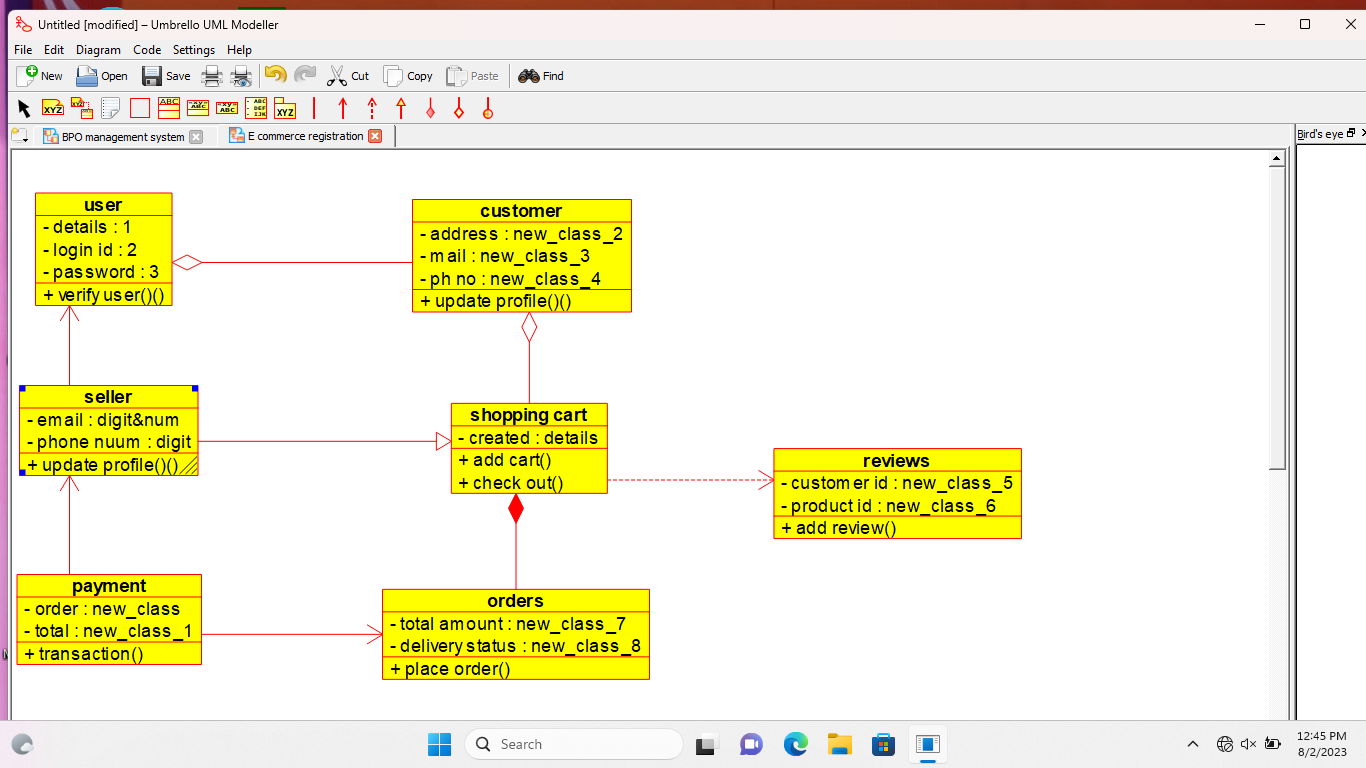 Untitled [modified] – Umbrello UML Modeller
File Edit Diagram Code Settings Help
New Open Save Cut Copy Paste Find
XYZ XYZ ABC -xy- ABC -xy ABC ABC DEF IJK XYZ
BPO management system E commerce registration Bird's eye
user
- details : 1
- login id : 2
- password : 3
+ verify user()()
customer
- address : new_class_2
- mail : new_class_3
- ph no : new_class_4
+ update profile()()
seller
- email : digit&num
- phone nuum : digit
+ update profile()()
shopping cart
- created : details
+ add cart()
+ check out()
reviews
- customer id : new_class_5
- product id : new_class_6
+ add review()
payment
- order : new_class
- total : new_class_1
+ transaction()
orders
- total amount : new_class_7
- delivery status : new_class_8
+ place order()
Search
12:45 PM
8/2/2023